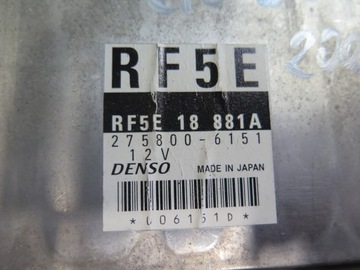 RF5E
RF5E 18 881A
275800-6151
12V
DENSO MADE IN JAPAN
*006151D*